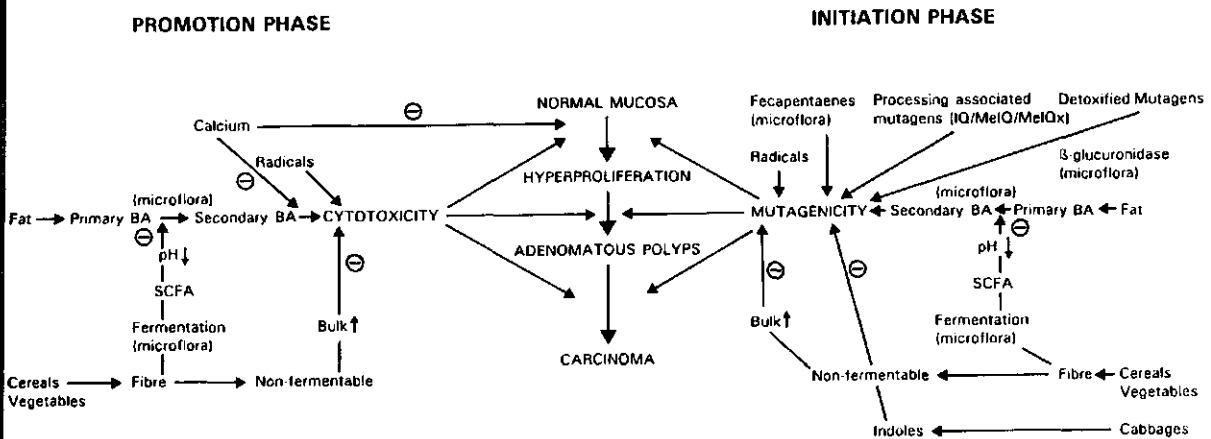 PROMOTION PHASE
INITIATION PHASE
NORMAL MUCOSA
Fecapentaenes
(microflora)
Processing associated
mutagens (IQ/MeIQ/MeIQx)
Detoxified Mutagens
Calcium
Radicals
Radicals
ß-glucuronidase
(microflora)
HYPERPROLIFERATION
Fat
Primary BA
(microflora)
Secondary BA
CYTOTOXICITY
MUTAGENICITY
Secondary BA
(microflora)
Primary BA
Fat
ADENOMATOUS POLYPS
pH
SCFA
pH
SCFA
Fermentation
(microflora)
Bulk
CARCINOMA
Bulk
Fermentation
(microflora)
Cereals
Vegetables
Fibre
Non-fermentable
Non-fermentable
Fibre
Cereals
Vegetables
Indoles
Cabbages